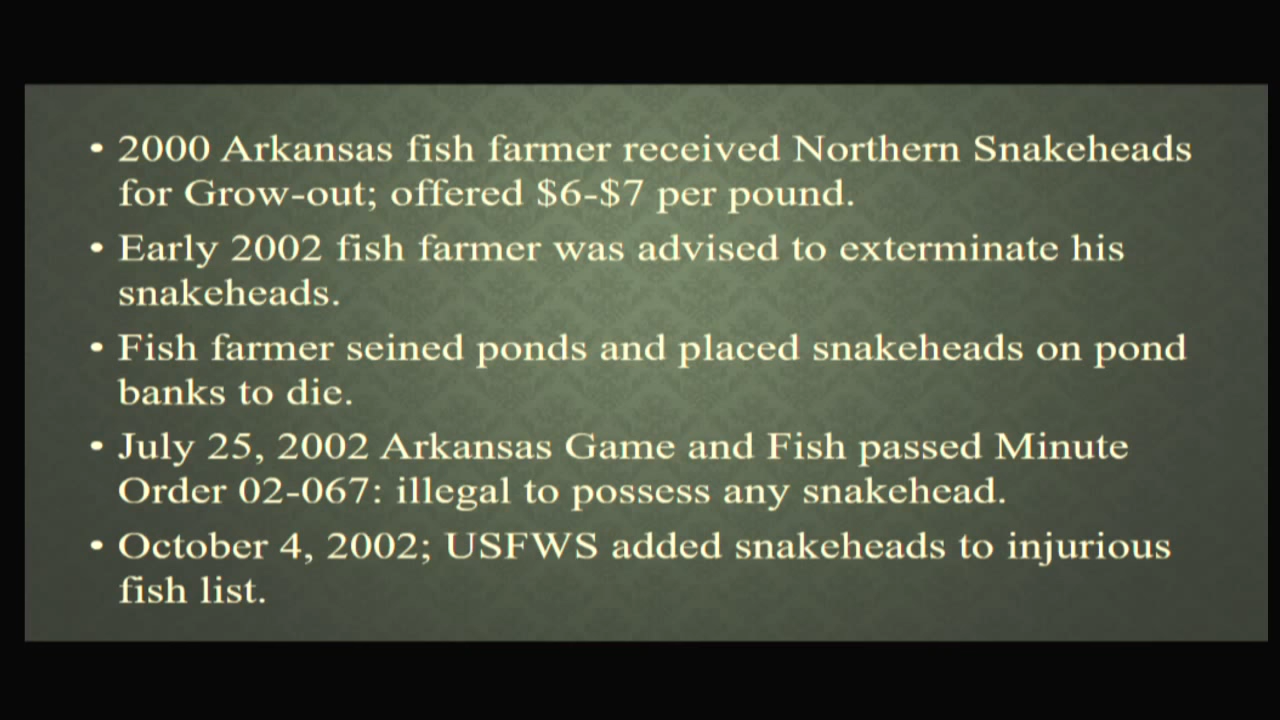 • 2000 Arkansas fish farmer received Northern Snakeheads
for Grow-out; offered $6-$7 per pound.
• Early 2002 fish farmer was advised to exterminate his
snakeheads.
• Fish farmer seined ponds and placed snakeheads on pond
banks to die.
• July 25, 2002 Arkansas Game and Fish passed Minute
Order 02-067: illegal to possess any snakehead.
• October 4, 2002; USFWS added snakeheads to injurious
fish list.